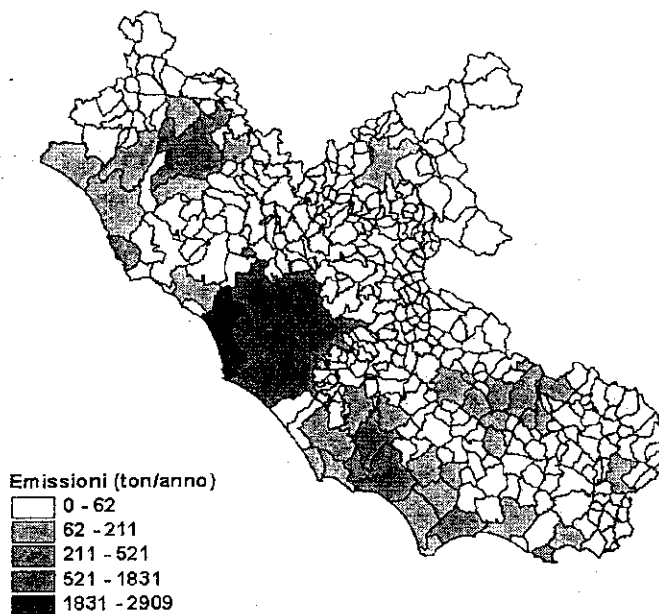 Emissioni (ton/anno)
0 - 62
62 - 211
211 - 521
521 - 1831
1831 - 2909